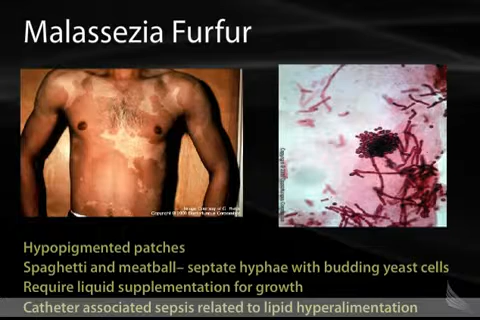 Malassezia Furfur
Hypopigmented patches
Spaghetti and meatball– septate hyphae with budding yeast cells
Require liquid supplementation for growth
Catheter associated sepsis related to lipid hyperalimentation